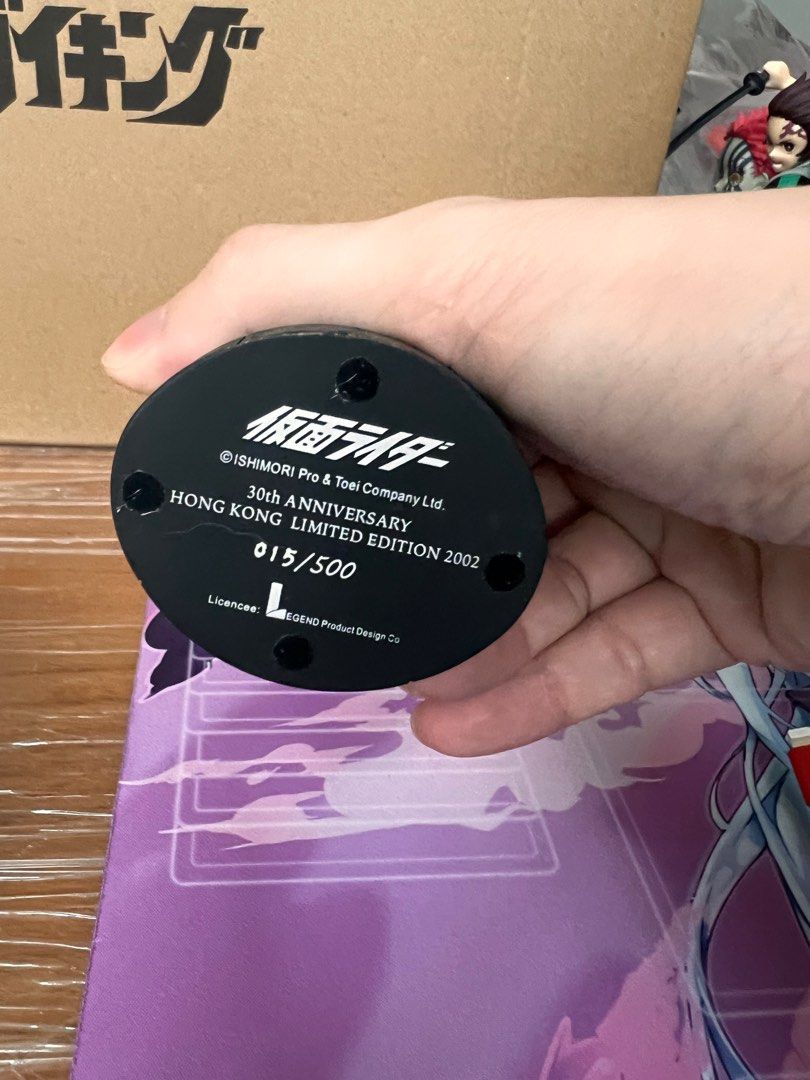 イキング
仮面ライダー
©ISHIMORI Pro & Toei Company Ltd.
30th ANNIVERSARY
HONG KONG LIMITED EDITION 2002
015/500
Licencee: LEGEND Product Design Co